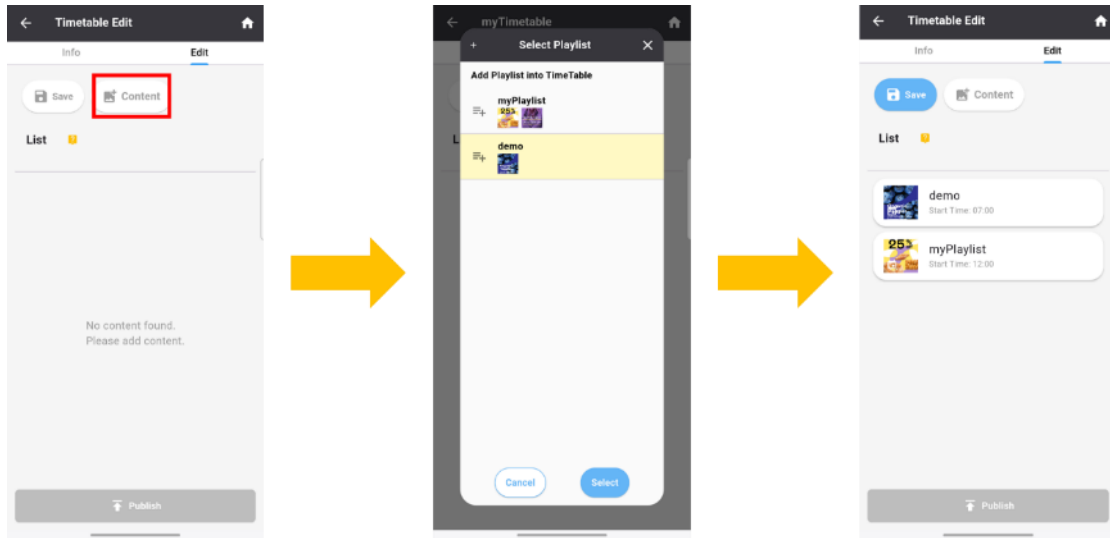 Timetable Edit
Info
Edit
Save
Content
List
No content found.
Please add content.
Publish
myTimetable
Select Playlist
Add Playlist into TimeTable
myPlaylist
25%
demo
Cancel
Select
Timetable Edit
Info
Edit
Save
Content
List
demo
Start Time: 07:00
25%
myPlaylist
Start Time: 12:00
Publish